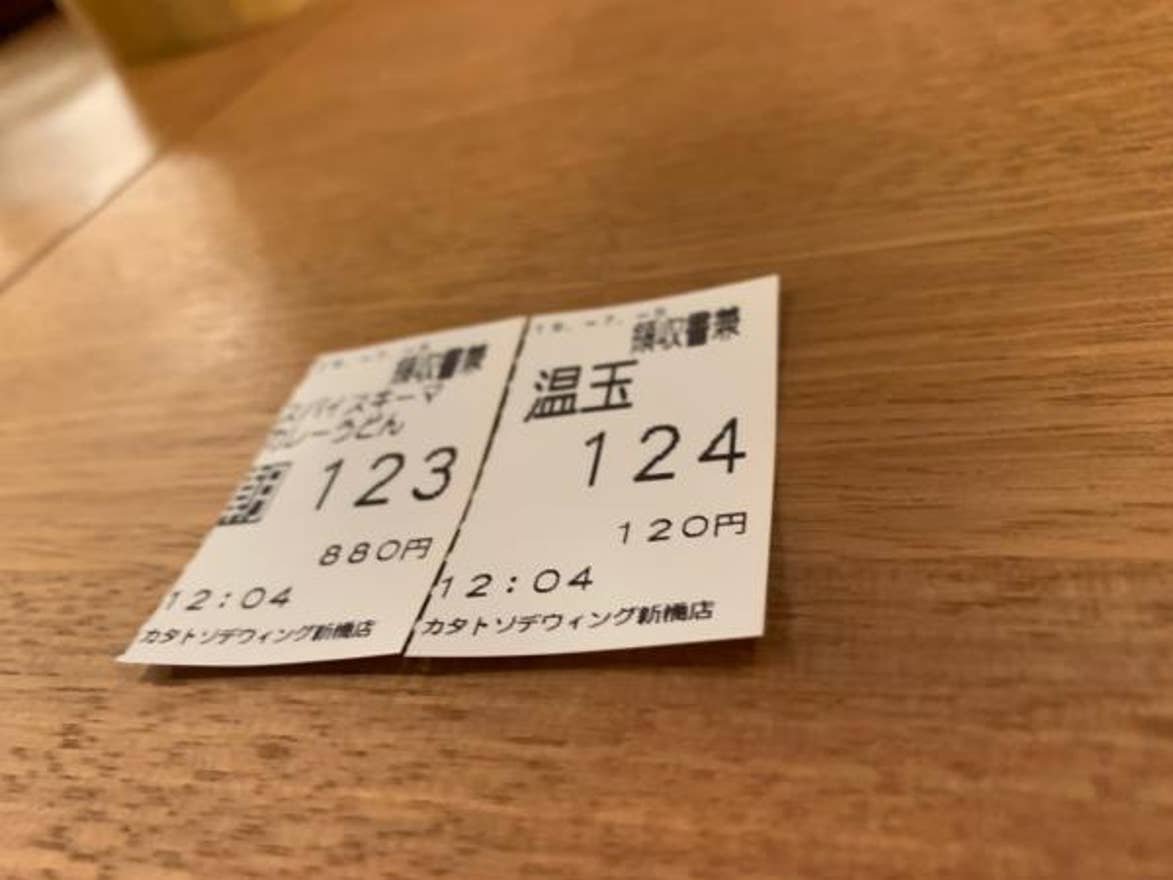 領収書兼
スパイスキーマ
カレーうどん
123
880円
12:04
カタトソデウィング新橋店
領収書兼
温玉
124
120円
12:04
カタトソデウィング新橋店